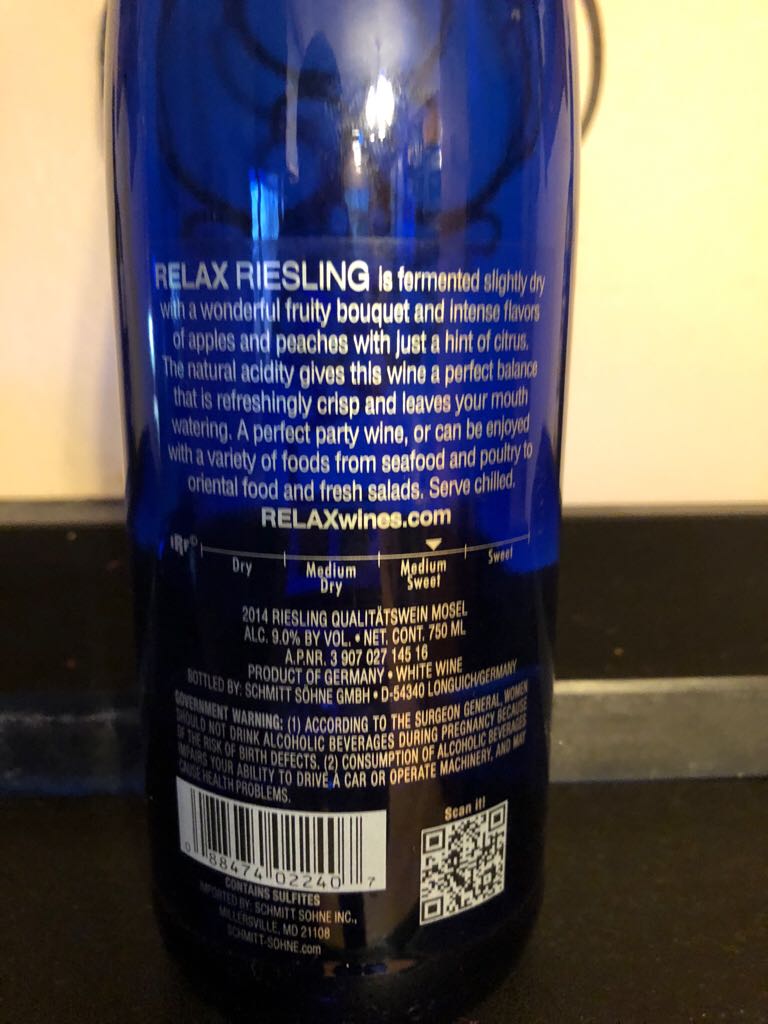 RELAX RIESLING is fermented slightly dry
with a wonderful fruity bouquet and intense flavors
of apples and peaches with just a hint of citrus.
The natural acidity gives this wine a perfect balance
that is refreshingly crisp and leaves your mouth
watering. A perfect party wine, or can be enjoyed
with a variety of foods from seafood and poultry to
oriental food and fresh salads. Serve chilled.
RELAXwines.com
IRF©
Dry Medium Dry Medium Sweet Sweet
2014 RIESLING QUALITÄTSWEIN MOSEL
ALC. 9.0% BY VOL. • NET. CONT. 750 ML
A.P.NR. 3 907 027 145 16
PRODUCT OF GERMANY • WHITE WINE
BOTTLED BY: SCHMITT SÖHNE GMBH • D-54340 LONGUICH/GERMANY
GOVERNMENT WARNING: (1) ACCORDING TO THE SURGEON GENERAL, WOMEN
SHOULD NOT DRINK ALCOHOLIC BEVERAGES DURING PREGNANCY BECAUSE
OF THE RISK OF BIRTH DEFECTS. (2) CONSUMPTION OF ALCOHOLIC BEVERAGES
IMPAIRS YOUR ABILITY TO DRIVE A CAR OR OPERATE MACHINERY, AND MAY
CAUSE HEALTH PROBLEMS.
Scan it!
0 88474 02240 7
CONTAINS SULFITES
IMPORTED BY: SCHMITT SOHNE INC.,
MILLERSVILLE, MD 21108
SCHMITT-SOHNE.com